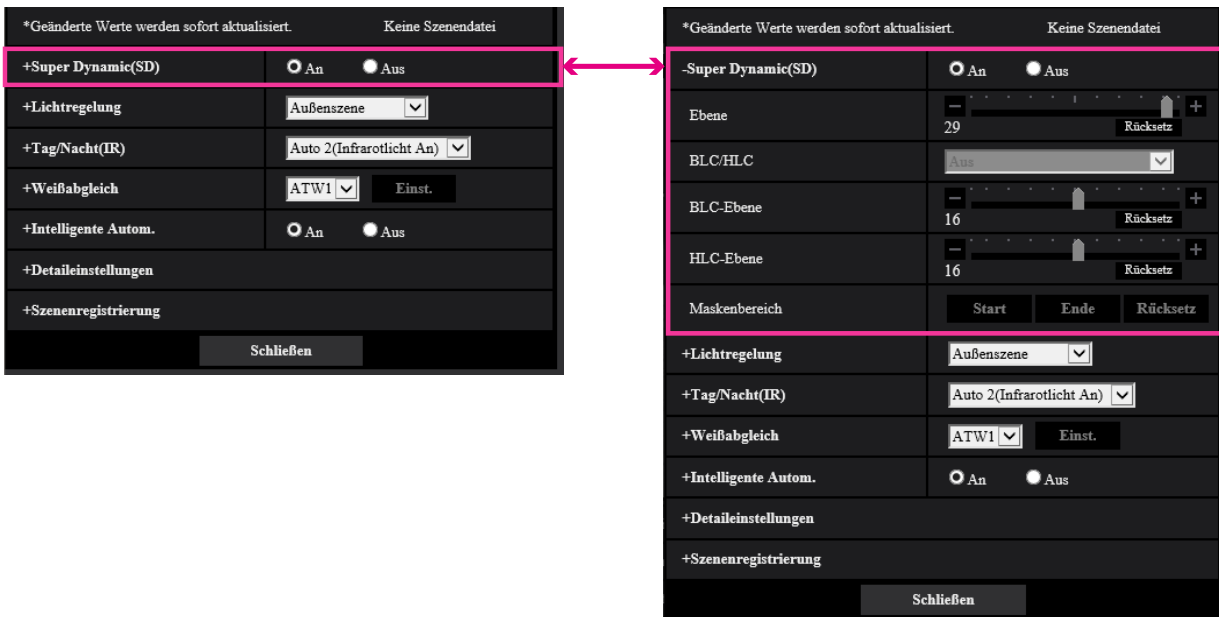 *Geänderte Werte werden sofort aktualisiert. Keine Szenendatei
+Super Dynamic(SD) An Aus
+Lichtregelung Außenszene
+Tag/Nacht(IR) Auto 2(Infrarotlicht An)
+Weißabgleich ATW1 Einst.
+Intelligente Autom. An Aus
+Detaileinstellungen
+Szenenregistrierung
Schließen
*Geänderte Werte werden sofort aktualisiert. Keine Szenendatei
-Super Dynamic(SD) An Aus
Ebene - +
29 Rücksetz
BLC/HLC Aus
BLC-Ebene - +
16 Rücksetz
HLC-Ebene - +
16 Rücksetz
Maskenbereich Start Ende Rücksetz
+Lichtregelung Außenszene
+Tag/Nacht(IR) Auto 2(Infrarotlicht An)
+Weißabgleich ATW1 Einst.
+Intelligente Autom. An Aus
+Detaileinstellungen
+Szenenregistrierung
Schließen